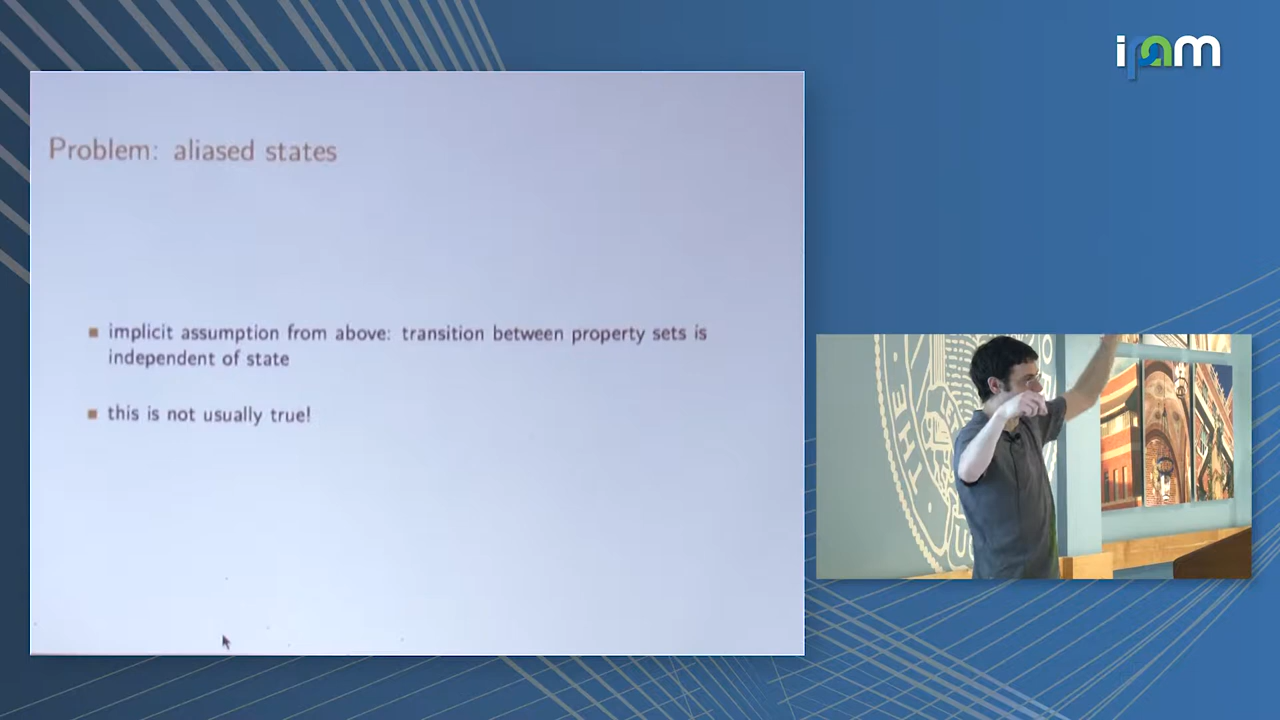 ipam
Problem: aliased states
implicit assumption from above: transition between property sets is
independent of state
this is not usually true!
THE